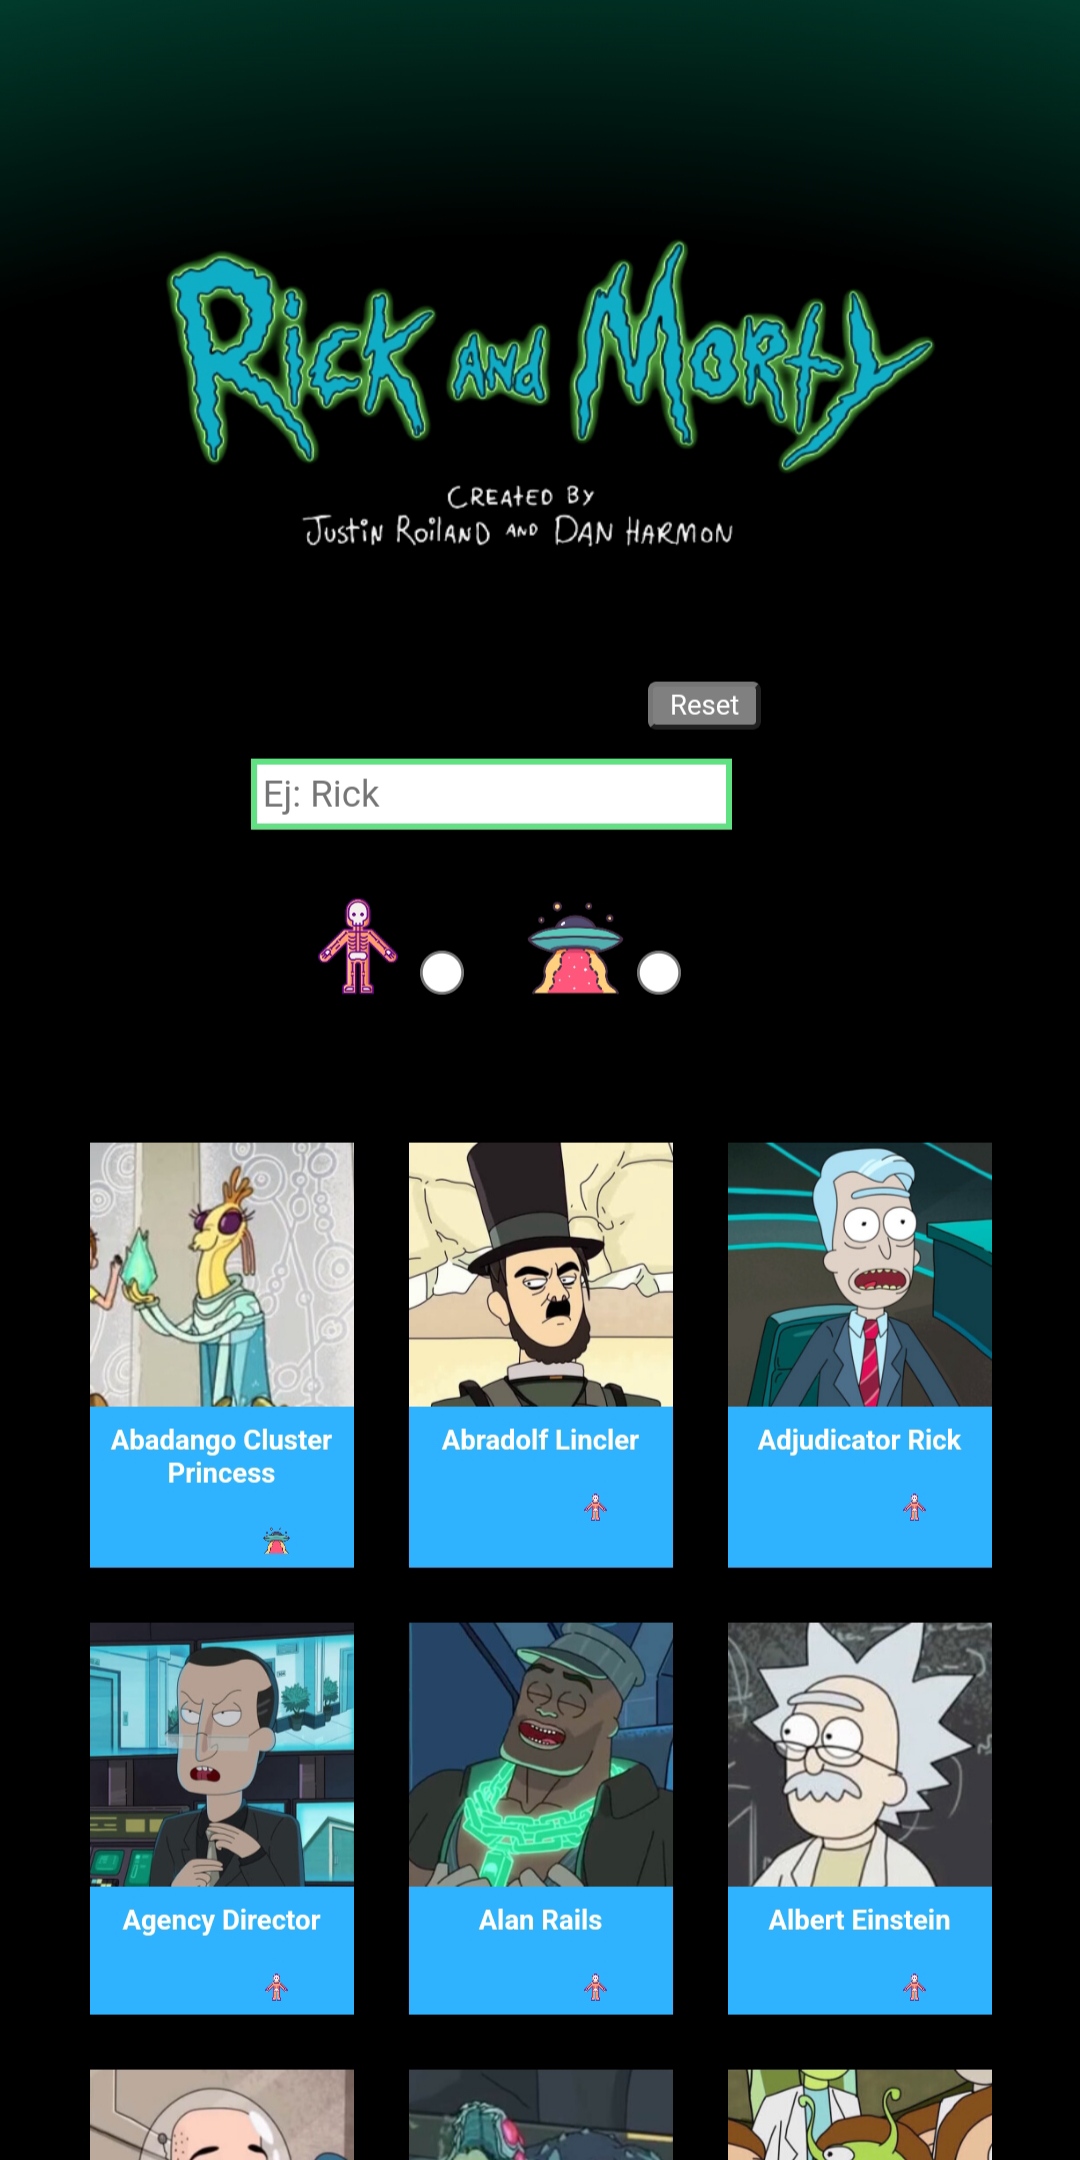 Rick and Morty
Created by
Justin Roiland and Dan Harmon
Reset
Ej: Rick
Abadango Cluster
Princess
Abradolf Lincler
Adjudicator Rick
Agency Director
Alan Rails
Albert Einstein